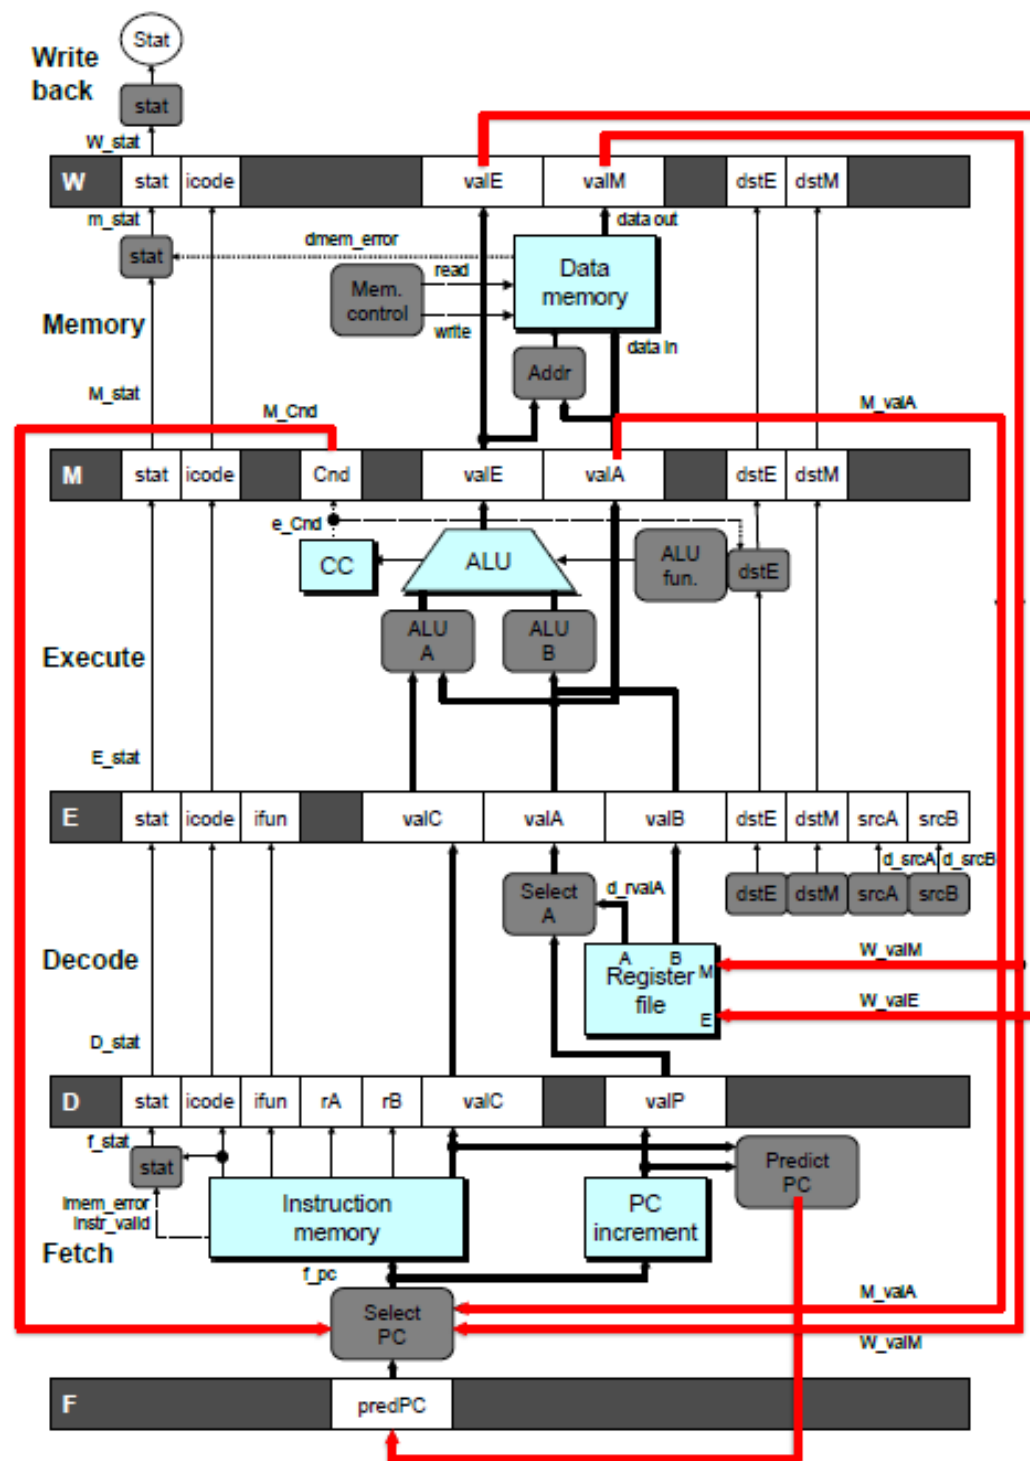 Stat
Write
back
stat
W_stat
W
stat
icode
valE
valM
dstE
dstM
m_stat
data out
dmem_error
stat
read
Mem.
control
Data
memory
Memory
write
data in
Addr
M_stat
M_Cnd
M_valA
M
stat
icode
Cnd
valE
valA
dstE
dstM
e_Cnd
CC
ALU
ALU
fun.
dstE
ALU
A
ALU
B
Execute
E_stat
E
stat
icode
ifun
valC
valA
valB
dstE
dstM
srcA
srcB
d_srcA
d_srcB
Select
A
d_rvalA
dstE
dstM
srcA
srcB
Decode
A
B
M
Register
file
E
W_valM
W_valE
D_stat
D
stat
icode
ifun
rA
rB
valC
valP
f_stat
stat
Predict
PC
Imem_error
Instr_valid
Instruction
memory
PC
increment
Fetch
f_pc
M_valA
Select
PC
W_valM
F
predPC